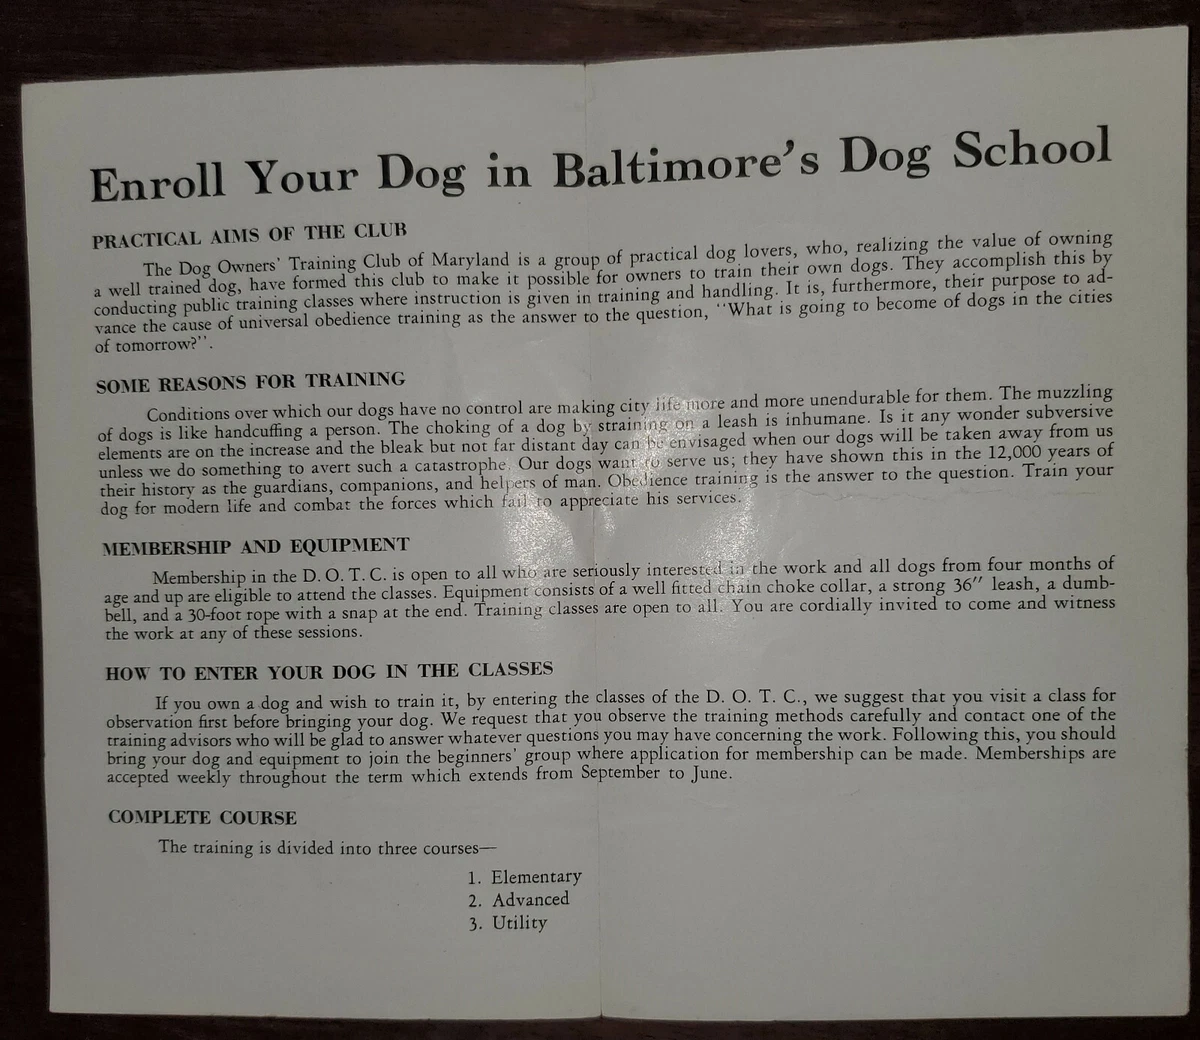 Enroll Your Dog in Baltimore's Dog School
PRACTICAL AIMS OF THE CLUB
The Dog Owners' Training Club of Maryland is a group of practical dog lovers, who, realizing the value of owning
a well trained dog, have formed this club to make it possible for owners to train their own dogs. They accomplish this by
conducting public training classes where instruction is given in training and handling. It is, furthermore, their purpose to ad-
vance the cause of universal obedience training as the answer to the question, "What is going to become of dogs in the cities
of tomorrow?".
SOME REASONS FOR TRAINING
Conditions over which our dogs have no control are making city life more and more unendurable for them. The muzzling
of dogs is like handcuffing a person. The choking of a dog by straining on a leash is inhumane. Is it any wonder subversive
elements are on the increase and the bleak but not far distant day can be envisaged when our dogs will be taken away from us
unless we do something to avert such a catastrophe. Our dogs want to serve us; they have shown this in the 12,000 years of
their history as the guardians, companions, and helpers of man. Obedience training is the answer to the question. Train your
dog for modern life and combat the forces which fail to appreciate his services.
MEMBERSHIP AND EQUIPMENT
Membership in the D. O. T. C. is open to all who are seriously interested in the work and all dogs from four months of
age and up are eligible to attend the classes. Equipment consists of a well fitted chain choke collar, a strong 36″ leash, a dumb-
bell, and a 30-foot rope with a snap at the end. Training classes are open to all. You are cordially invited to come and witness
the work at any of these sessions.
HOW TO ENTER YOUR DOG IN THE CLASSES
If you own a dog and wish to train it, by entering the classes of the D. O. T. C., we suggest that you visit a class for
observation first before bringing your dog. We request that you observe the training methods carefully and contact one of the
training advisors who will be glad to answer whatever questions you may have concerning the work. Following this, you should
bring your dog and equipment to join the beginners' group where application for membership can be made. Memberships are
accepted weekly throughout the term which extends from September to June.
COMPLETE COURSE
The training is divided into three courses—
1. Elementary
2. Advanced
3. Utility